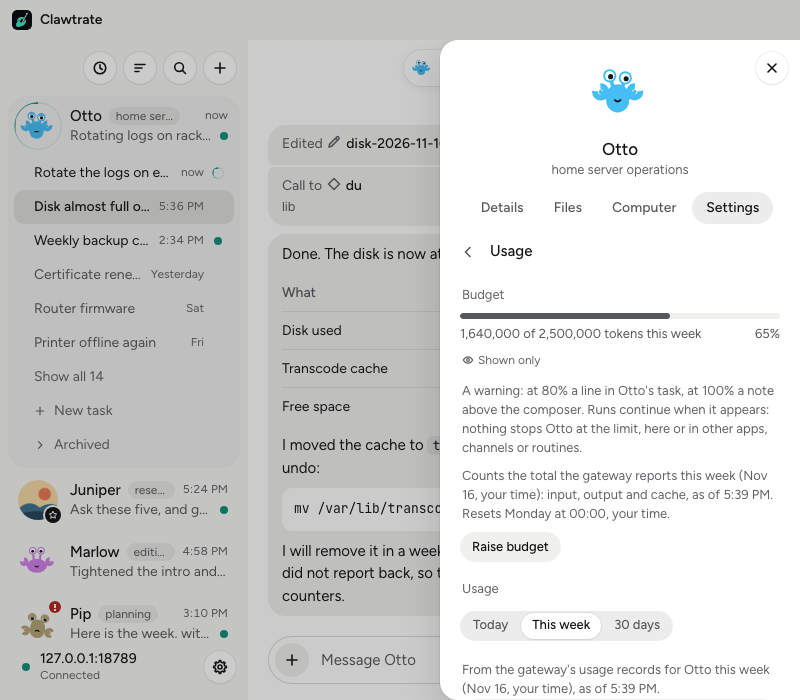 Clawtrate
Otto home ser... now
Rotating logs on rack...
Rotate the logs on e... now
Disk almost full o... 5:36 PM
Weekly backup c... 2:34 PM
Certificate rene... Yesterday
Router firmware Sat
Printer offline again Fri
Show all 14
New task
Archived
Juniper rese... 5:24 PM
Ask these five, and g...
Marlow editi... 4:58 PM
Tightened the intro and...
Pip planning 3:10 PM
Here is the week. wit...
127.0.0.1:18789
Connected
Edited disk-2026-11-1
Call to du
lib
Done. The disk is now at
What
Disk used
Transcode cache
Free space
I moved the cache to
undo:
mv /var/lib/transco
I will remove it in a week
did not report back, so t
counters.
Message Otto
Otto
home server operations
Details Files Computer Settings
Usage
Budget
1,640,000 of 2,500,000 tokens this week 65%
Shown only
A warning: at 80% a line in Otto's task, at 100% a note
above the composer. Runs continue when it appears:
nothing stops Otto at the limit, here or in other apps,
channels or routines.
Counts the total the gateway reports this week (Nov
16, your time): input, output and cache, as of 5:39 PM.
Resets Monday at 00:00, your time.
Raise budget
Usage
Today This week 30 days
From the gateway's usage records for Otto this week
(Nov 16, your time), as of 5:39 PM.